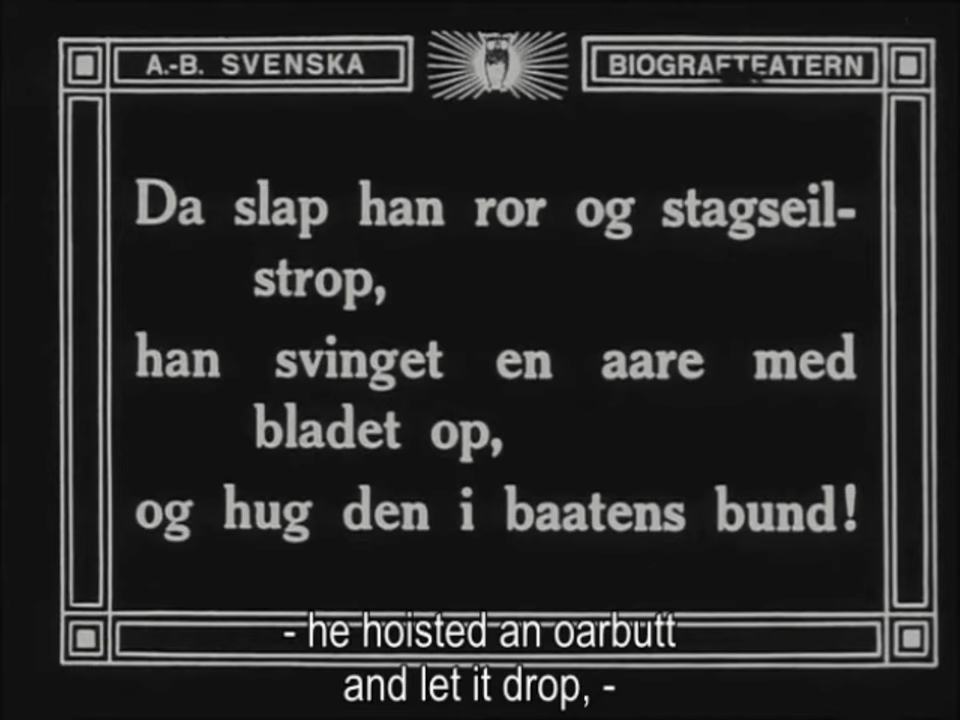 A.-B. SVENSKA
BIOGRAFTEATERN
Da slap han ror og stagseil-
strop,
han svinget en aare med
bladet op,
og hug den i baatens bund!
- he hoisted an oarbutt
and let it drop, -